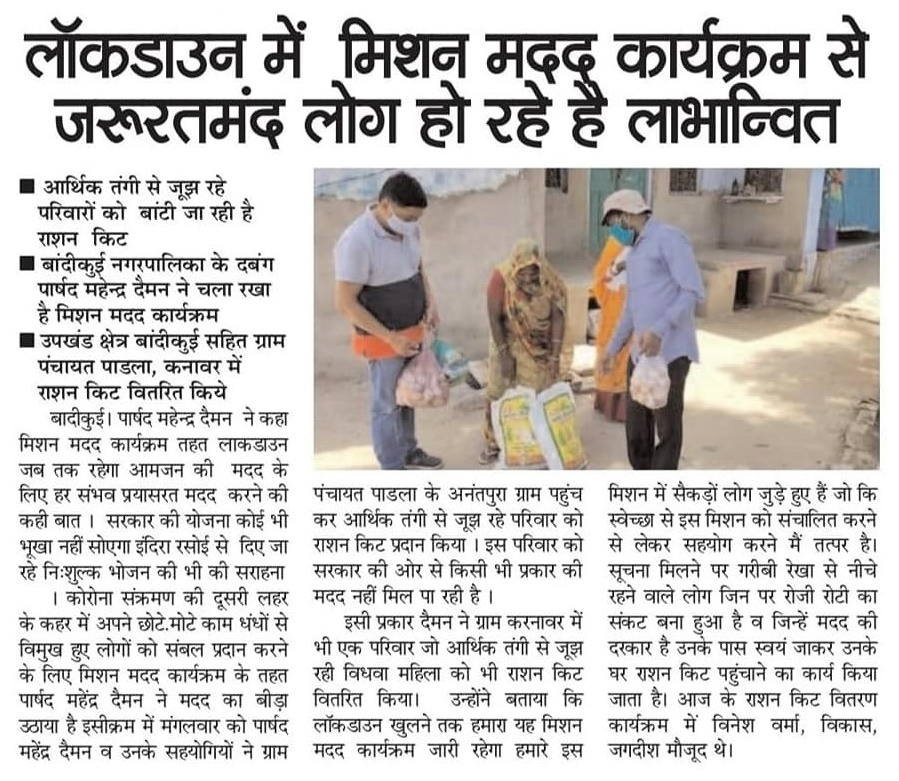 लॉकडाउन में मिशन मदद कार्यक्रम से
जरूरतमंद लोग हो रहे है लाभान्वित
■ आर्थिक तंगी से जूझ रहे
परिवारों को बांटी जा रही है
राशन किट
■ बांदीकुई नगरपालिका के दबंग
पार्षद महेन्द्र दैमन ने चला रखा
है मिशन मदद कार्यक्रम
■ उपखंड क्षेत्र बांदीकुई सहित ग्राम
पंचायत पाडला, कनावर में
राशन किट वितरित किये
बादीकुई। पार्षद महेन्द्र दैमन ने कहा
मिशन मदद कार्यक्रम तहत लाकडाउन
जब तक रहेगा आमजन की मदद के
लिए हर संभव प्रयासरत मदद करने की
कही बात । सरकार की योजना कोई भी
भूखा नहीं सोएगा इंदिरा रसोई से दिए जा
रहे निःशुल्क भोजन की भी की सराहना
। कोरोना संक्रमण की दूसरी लहर
के कहर में अपने छोटे.मोटे काम धंधों से
विमुख हुए लोगों को संबल प्रदान करने
के लिए मिशन मदद कार्यक्रम के तहत
पार्षद महेंद्र दैमन ने मदद का बीड़ा
उठाया है इसीक्रम में मंगलवार को पार्षद
महेंद्र दैमन व उनके सहयोगियों ने ग्राम
पंचायत पाडला के अनंतपुरा ग्राम पहुंच
कर आर्थिक तंगी से जूझ रहे परिवार को
राशन किट प्रदान किया । इस परिवार को
सरकार की ओर से किसी भी प्रकार की
मदद नहीं मिल पा रही है ।
इसी प्रकार दैमन ने ग्राम करनावर में
भी एक परिवार जो आर्थिक तंगी से जूझ
रही विधवा महिला को भी राशन किट
वितरित किया। उन्होंने बताया कि
लॉकडाउन खुलने तक हमारा यह मिशन
मदद कार्यक्रम जारी रहेगा हमारे इस
मिशन में सैकड़ों लोग जुड़े हुए हैं जो कि
स्वेच्छा से इस मिशन को संचालित करने
से लेकर सहयोग करने मैं तत्पर है।
सूचना मिलने पर गरीबी रेखा से नीचे
रहने वाले लोग जिन पर रोजी रोटी का
संकट बना हुआ है व जिन्हें मदद की
दरकार है उनके पास स्वयं जाकर उनके
घर राशन किट पहुंचाने का कार्य किया
जाता है। आज के राशन किट वितरण
कार्यक्रम में विनेश वर्मा, विकास,
जगदीश मौजूद थे।